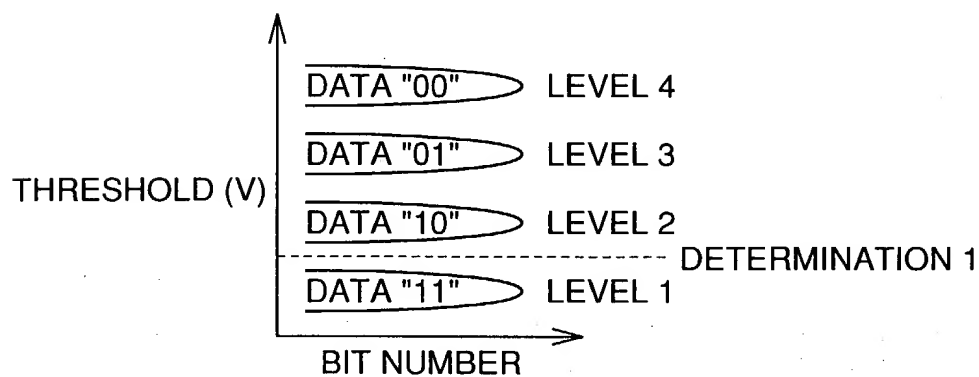 DATA "00" LEVEL 4
DATA "01" LEVEL 3
THRESHOLD (V)
DATA "10" LEVEL 2
DETERMINATION 1
DATA "11" LEVEL 1
BIT NUMBER